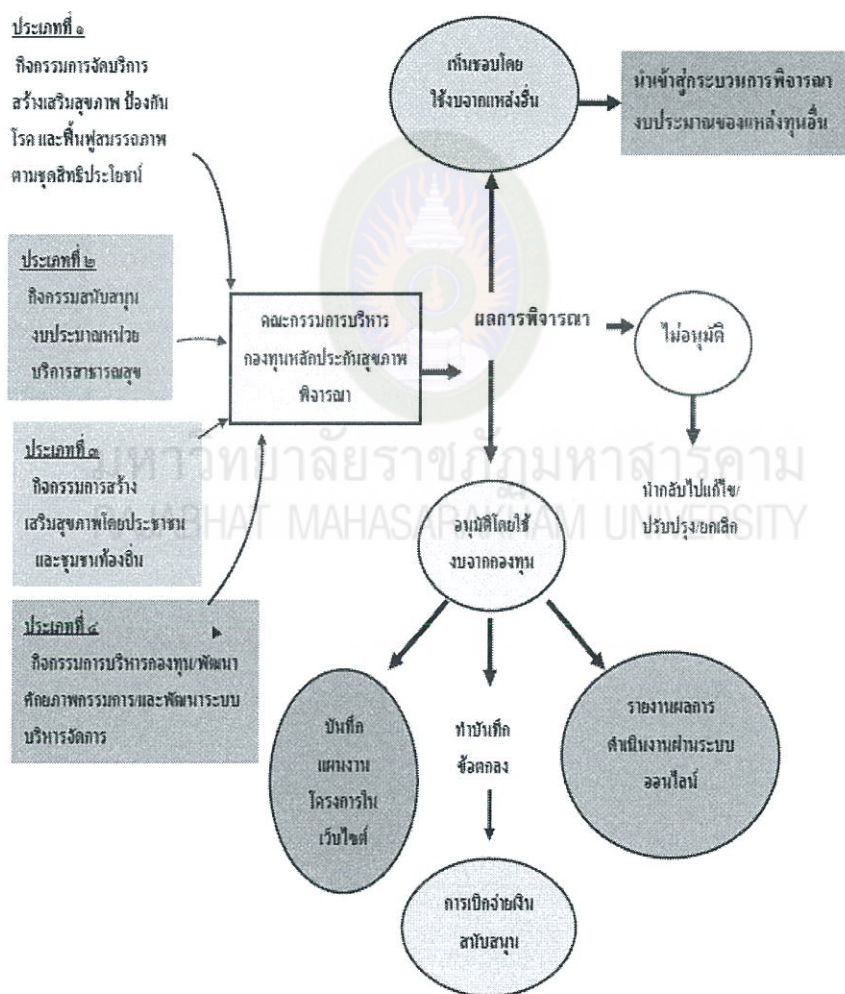 ประเภทที่ ๑
กิจกรรมการจัดบริการ
สร้างเสริมสุขภาพ ป้องกัน
โรค และฟื้นฟูสมรรถภาพ
ตามชุดสิทธิประโยชน์
ประเภทที่ ๒
กิจกรรมสนับสนุน
งบประมาณหน่วย
บริการสาธารณสุข
ประเภทที่ ๓
กิจกรรมการสร้าง
เสริมสุขภาพโดยประชาชน
และชุมชนท้องถิ่น
ประเภทที่ ๔
กิจกรรมการบริหารกองทุน/พัฒนา
ศักยภาพกรรมการ/และพัฒนาระบบ
บริหารจัดการ
คณะกรรมการบริหาร
กองทุนหลักประกันสุขภาพ
พิจารณา
ผลการพิจารณา
เห็นชอบโดย
ใช้งบจากแหล่งอื่น
นำเข้าสู่กระบวนการพิจารณา
งบประมาณของแหล่งทุนอื่น
ไม่อนุมัติ
นำกลับไปแก้ไข/
ปรับปรุง/ยกเลิก
อนุมัติโดยใช้
งบจากกองทุน
บันทึก
แผนงาน
โครงการใน
เว็บไซต์
ทำบันทึก
ข้อตกลง
การเบิกจ่ายเงิน
สนับสนุน
รายงานผลการ
ดำเนินงานผ่านระบบ
ออนไลน์
มหาวิทยาลัยราชภัฏมหาสารคาม
RAJABHAT MAHASARAKHAM UNIVERSITY